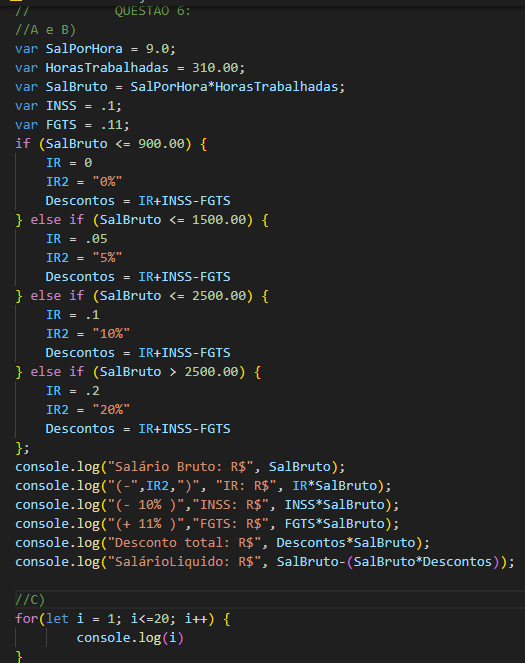 //          QUESTAO 6:
//A e B)
var SalPorHora = 9.0;
var HorasTrabalhadas = 310.00;
var SalBruto = SalPorHora*HorasTrabalhadas;
var INSS = .1;
var FGTS = .11;
if (SalBruto <= 900.00) {
    IR = 0
    IR2 = "0%"
    Descontos = IR+INSS-FGTS
} else if (SalBruto <= 1500.00) {
    IR = .05
    IR2 = "5%"
    Descontos = IR+INSS-FGTS
} else if (SalBruto <= 2500.00) {
    IR = .1
    IR2 = "10%"
    Descontos = IR+INSS-FGTS
} else if (SalBruto > 2500.00) {
    IR = .2
    IR2 = "20%"
    Descontos = IR+INSS-FGTS
};
console.log("Salário Bruto: R$", SalBruto);
console.log("(-",IR2,")", "IR: R$", IR*SalBruto);
console.log("(- 10% )","INSS: R$", INSS*SalBruto);
console.log("(+ 11% )","FGTS: R$", FGTS*SalBruto);
console.log("Desconto total: R$", Descontos*SalBruto);
console.log("SalárioLiquido: R$", SalBruto-(SalBruto*Descontos));
//C)
for(let i = 1; i<=20; i++) {
        console.log(i)
}